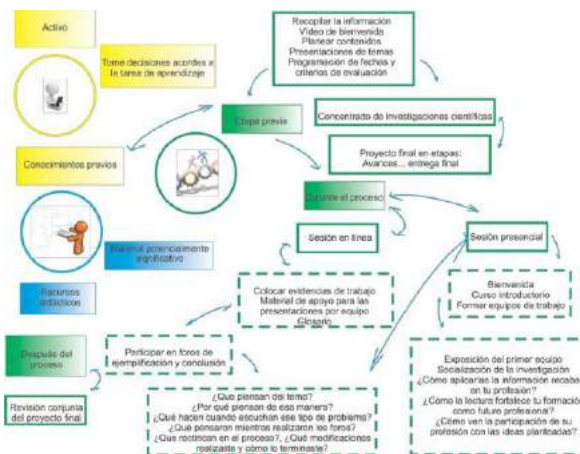 Activo
Tome decisiones acordes a
la tarea de aprendizaje
Conocimientos previos
Material potencialmente
significativo
Recursos
didácticos
Después del
proceso
Revisión conjunta
del proyecto final
Recopilar la información
Vídeo de bienvenida
Planear contenidos
Presentaciones de temas
Programación de fechas y
criterios de evaluación
Etapa previa
Concentrado de investigaciones científicas
Proyecto final en etapas:
Avances... entrega final
Durante el proceso
Sesión en línea
Sesión presencial
Colocar evidencias de trabajo
Material de apoyo para las
presentaciones por equipo
Glosario
Bienvenida
Curso introductorio
Formar equipos de trabajo
Participar en foros de
ejemplificación y conclusión
¿Que piensan del tema?
¿Por qué piensan de esa manera?
¿Qué hacen cuando escuchan ese tipo de problema?
¿Qué pensaron mientras realizaron los foros?
¿Que rectifican en el proceso?, ¿Qué modificaciones
realizaste y cómo lo terminaste?
Exposición del primer equipo
Socialización de la investigación
¿Cómo aplicarías la información recabada
en tu profesión?
¿Como la lectura fortalece tu formación
como futuro profesional?
¿Cómo ven la participación de su
profesión con las ideas planteadas?